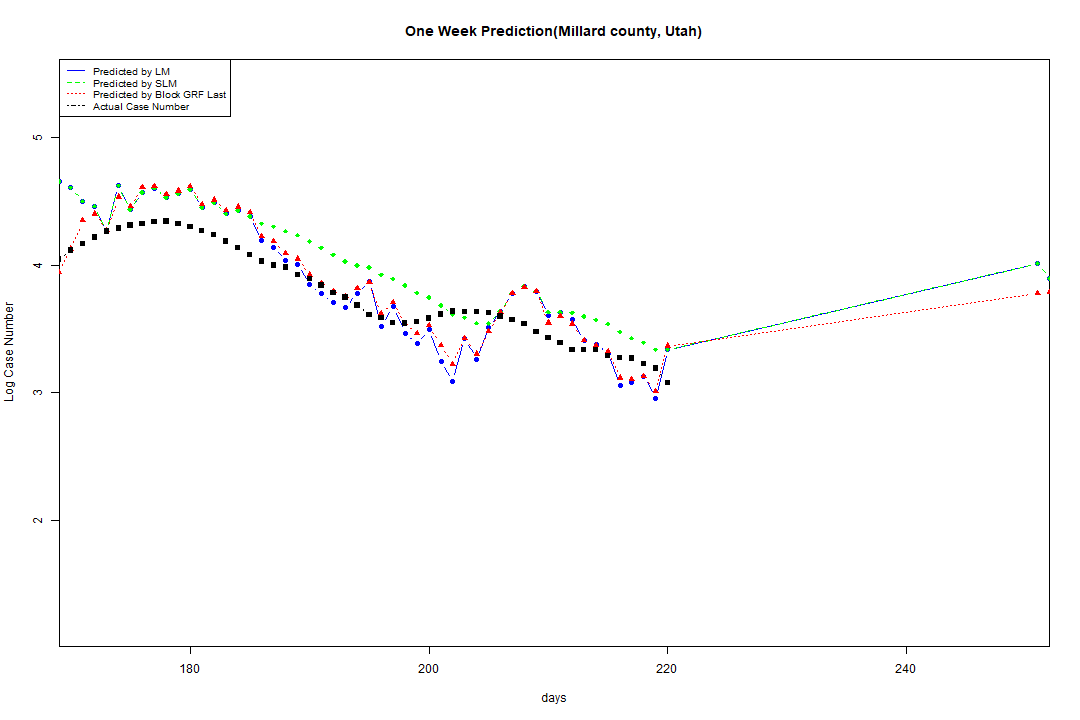 One Week Prediction(Millard county, Utah)
Predicted by LM
Predicted by SLM
Predicted by Block GRF Last
Actual Case Number
5
4
3
2
Log Case Number
180 200 220 240
days